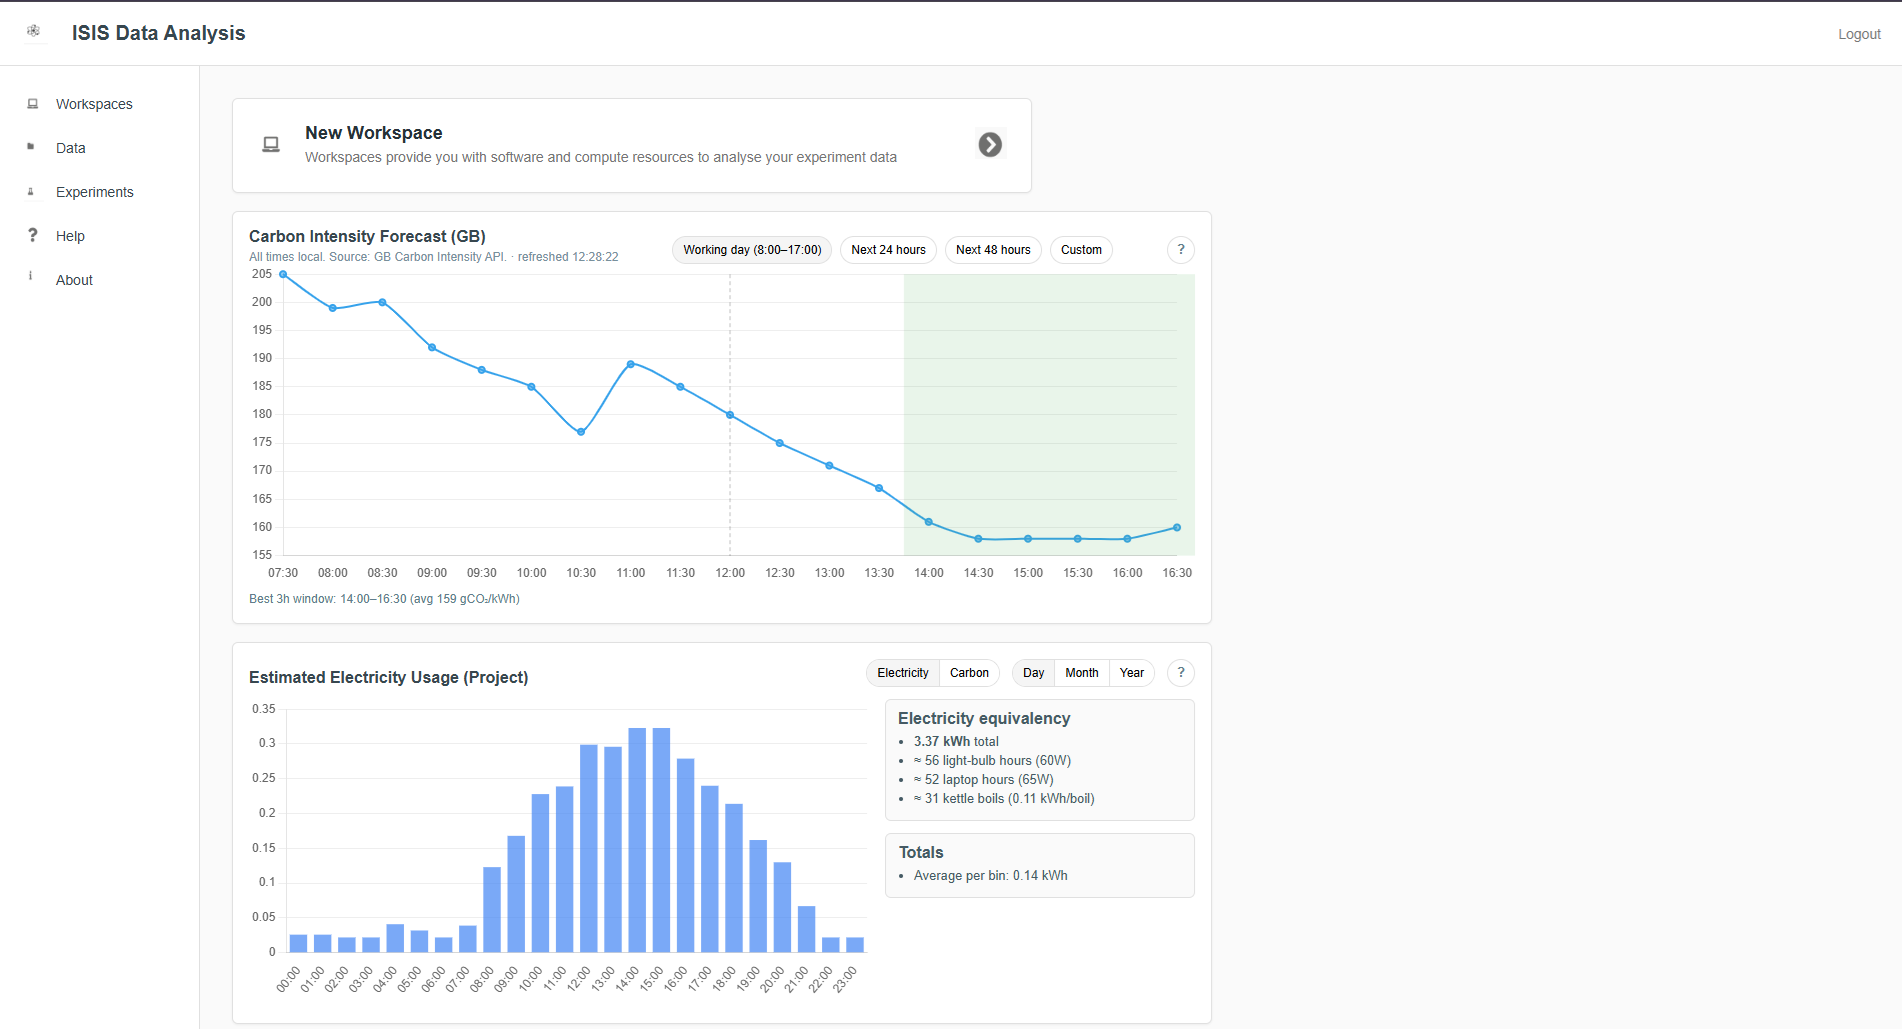 ISIS Data Analysis
Logout
Workspaces
Data
Experiments
Help
About
New Workspace
Workspaces provide you with software and compute resources to analyse your experiment data
Carbon Intensity Forecast (GB)
All times local. Source: GB Carbon Intensity API. · refreshed 12:28:22
Working day (8:00–17:00) Next 24 hours Next 48 hours Custom ?
205
200
195
190
185
180
175
170
165
160
155
07:30 08:00 08:30 09:00 09:30 10:00 10:30 11:00 11:30 12:00 12:30 13:00 13:30 14:00 14:30 15:00 15:30 16:00 16:30
Best 3h window: 14:00–16:30 (avg 159 gCO₂/kWh)
Estimated Electricity Usage (Project)
Electricity Carbon Day Month Year ?
0.35
0.3
0.25
0.2
0.15
0.1
0.05
0
00:00 01:00 02:00 03:00 04:00 05:00 06:00 07:00 08:00 09:00 10:00 11:00 12:00 13:00 14:00 15:00 16:00 17:00 18:00 19:00 20:00 21:00 22:00 23:00
Electricity equivalency
• 3.37 kWh total
• ≈ 56 light-bulb hours (60W)
• ≈ 52 laptop hours (65W)
• ≈ 31 kettle boils (0.11 kWh/boil)
Totals
• Average per bin: 0.14 kWh